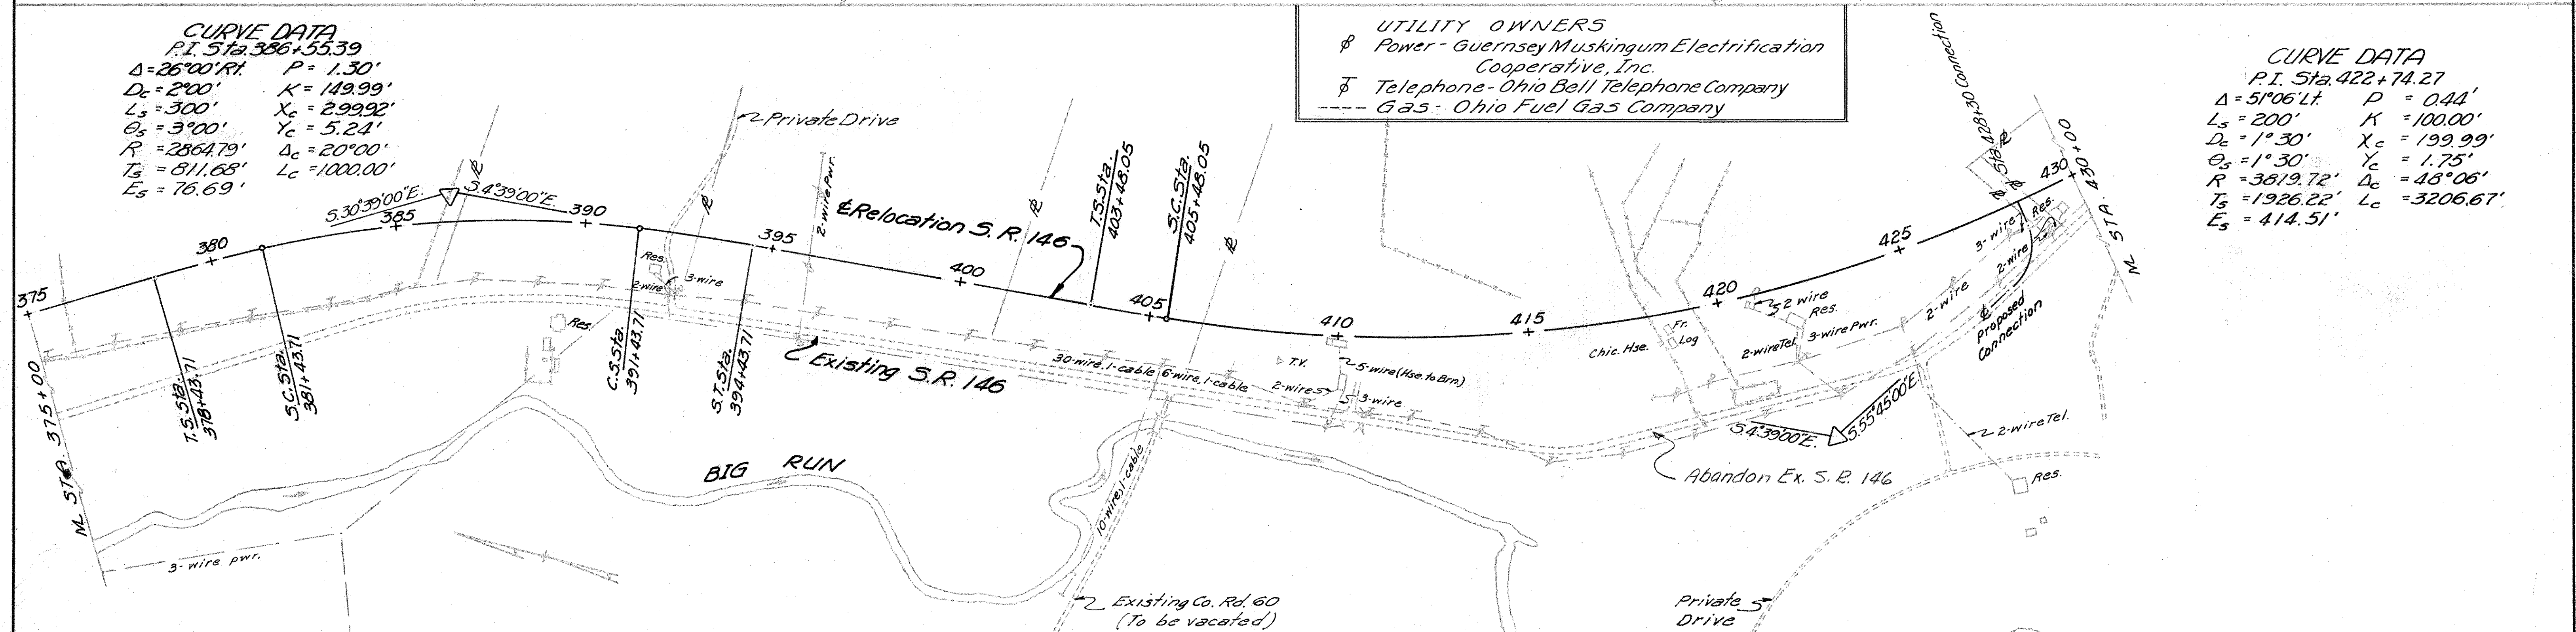 CURVE DATA
P.I. Sta.386+55.39
Δ=26°00'Rt. P = 1.30'
Dc = 2°00' K = 149.99'
Ls = 300' Xc = 299.92'
Θs = 3°00' Yc = 5.24'
R = 2864.79' Δc = 20°00'
Ts = 811.68' Lc = 1000.00'
Es = 76.69'
UTILITY OWNERS
Power - Guernsey Muskingum Electrification
Cooperative, Inc.
Telephone - Ohio Bell Telephone Company
Gas - Ohio Fuel Gas Company
CURVE DATA
P.I. Sta. 422+74.27
Δ = 51°06' Lt. P = 0.44'
Ls = 200' K = 100.00'
Dc = 1°30' Xc = 199.99'
Θs = 1°30' Yc = 1.75'
R = 3819.72' Δc = 48°06'
Ts = 1926.22' Lc = 3206.67'
Es = 414.51'
S.30°39'00"E.
S.4°39'00"E.
Private Drive
2-wire Pwr.
℄ Relocation S.R. 146
T.S. Sta.
403+48.05
S.C. Sta.
405+48.05
Sta. 428+30 Connection
375
380
385
390
395
400
405
410
415
420
425
430
ML STA. 375+00
ML STA. 430+00
T.S. Sta.
378+43.71
S.C. Sta.
381+43.71
C.S. Sta.
391+43.71
S.T. Sta.
394+43.71
Res.
2-wire
3-wire
Res.
Existing S.R. 146
30-wire, 1-cable
6-wire, 1-cable
T.V.
2-wire
5-wire (Hse. to Brn)
3-wire
Chic. Hse.
Fr.
Log
2 wire
Res.
2-wire Tel.
3-wire Pwr.
2-wire
3-wire
2-wire
Res.
℄ Proposed
Connection
S.4°39'00"E.
S.55°45'00"E.
Abandon Ex. S.R. 146
2-wire Tel.
Res.
BIG RUN
10-wire, 1-cable
3-wire pwr.
Existing Co. Rd. 60
(To be vacated)
Private
Drive